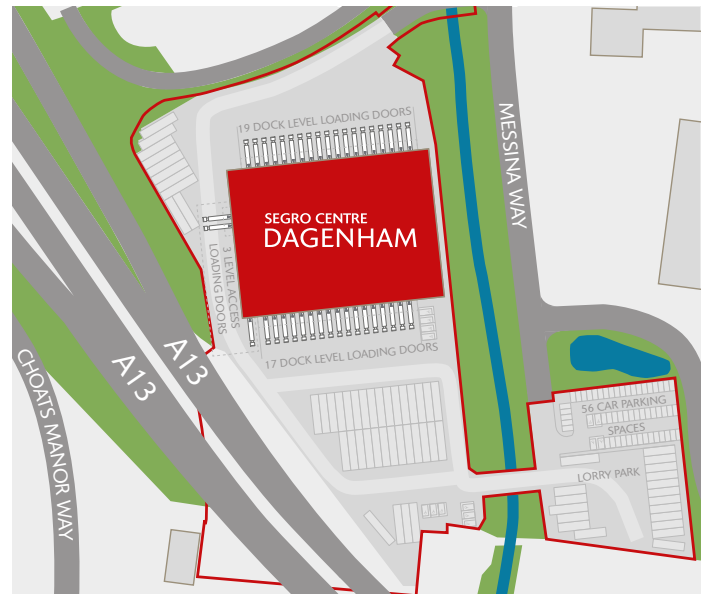 19 DOCK LEVEL LOADING DOORS
MESSINA WAY
SEGRO CENTRE
DAGENHAM
3 LEVEL ACCESS
LOADING DOORS
17 DOCK LEVEL LOADING DOORS
A13
A13
CHOATS MANOR WAY
56 CAR PARKING
SPACES
LORRY PARK